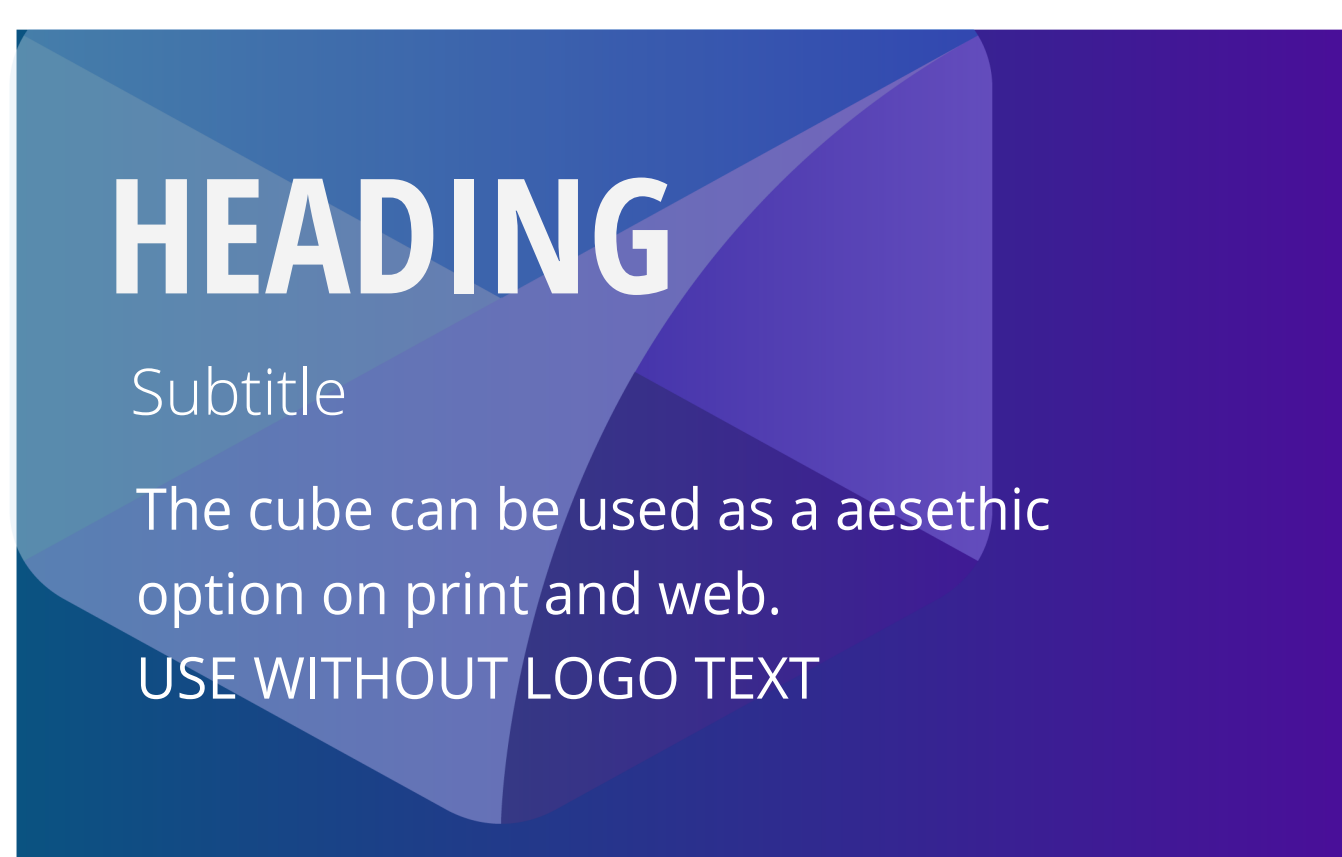 HEADING
Subtitle
The cube can be used as a aesethic
option on print and web.
USE WITHOUT LOGO TEXT